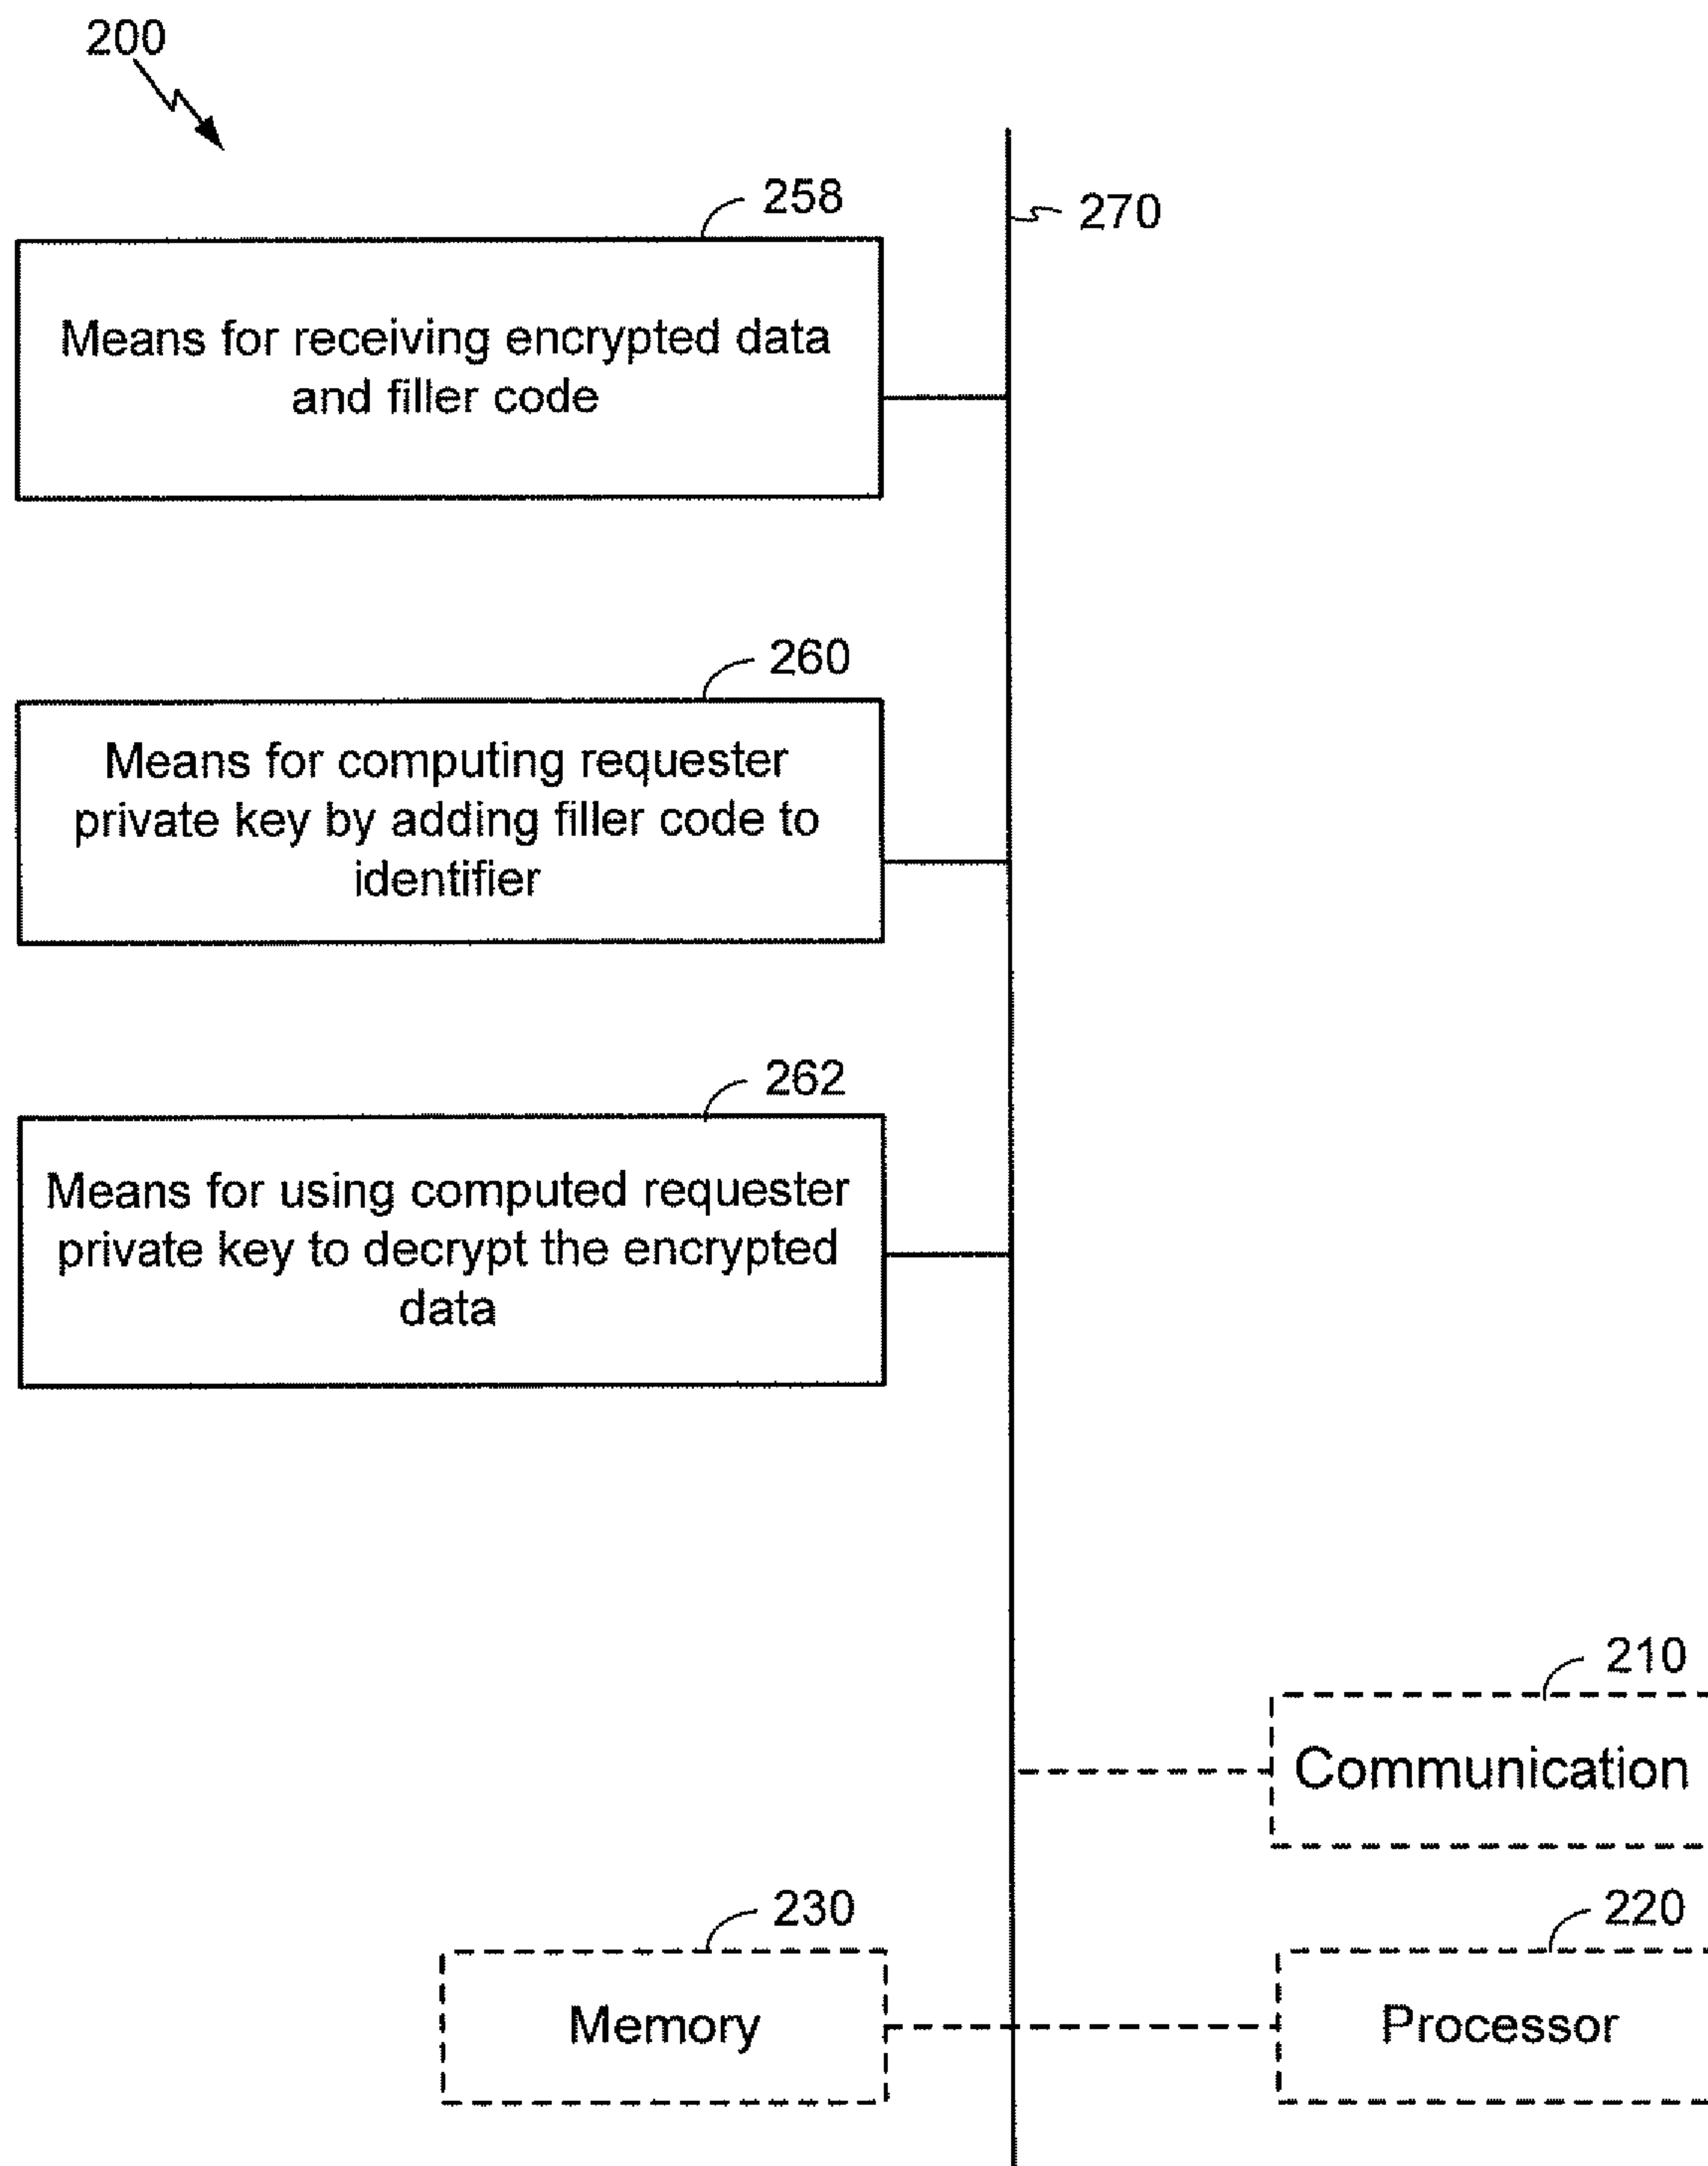 200
258
270
Means for receiving encrypted data
and filler code
260
Means for computing requester
private key by adding filler code to
identifier
262
Means for using computed requester
private key to decrypt the encrypted
data
210
Communication
230
Memory
220
Processor